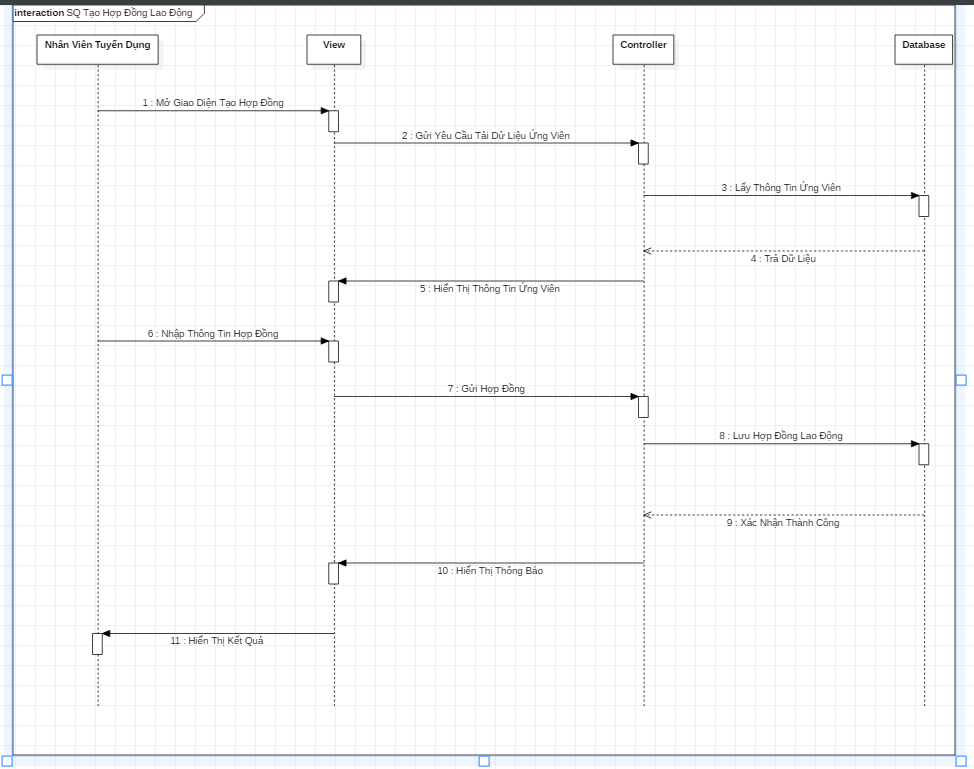 interaction SQ Tạo Hợp Đồng Lao Động
Nhân Viên Tuyển Dụng
View
Controller
Database
1 : Mở Giao Diện Tạo Hợp Đồng
2 : Gửi Yêu Cầu Tải Dử Liệu Ứng Viên
3 : Lấy Thông Tin Ứng Viên
4 : Trả Dữ Liệu
5 : Hiển Thị Thông Tin Ứng Viên
6 : Nhập Thông Tin Hợp Đồng
7 : Gửi Hợp Đồng
8 : Lưu Hợp Đồng Lao Động
9 : Xác Nhận Thành Công
10 : Hiển Thị Thông Báo
11 : Hiển Thị Kết Quả